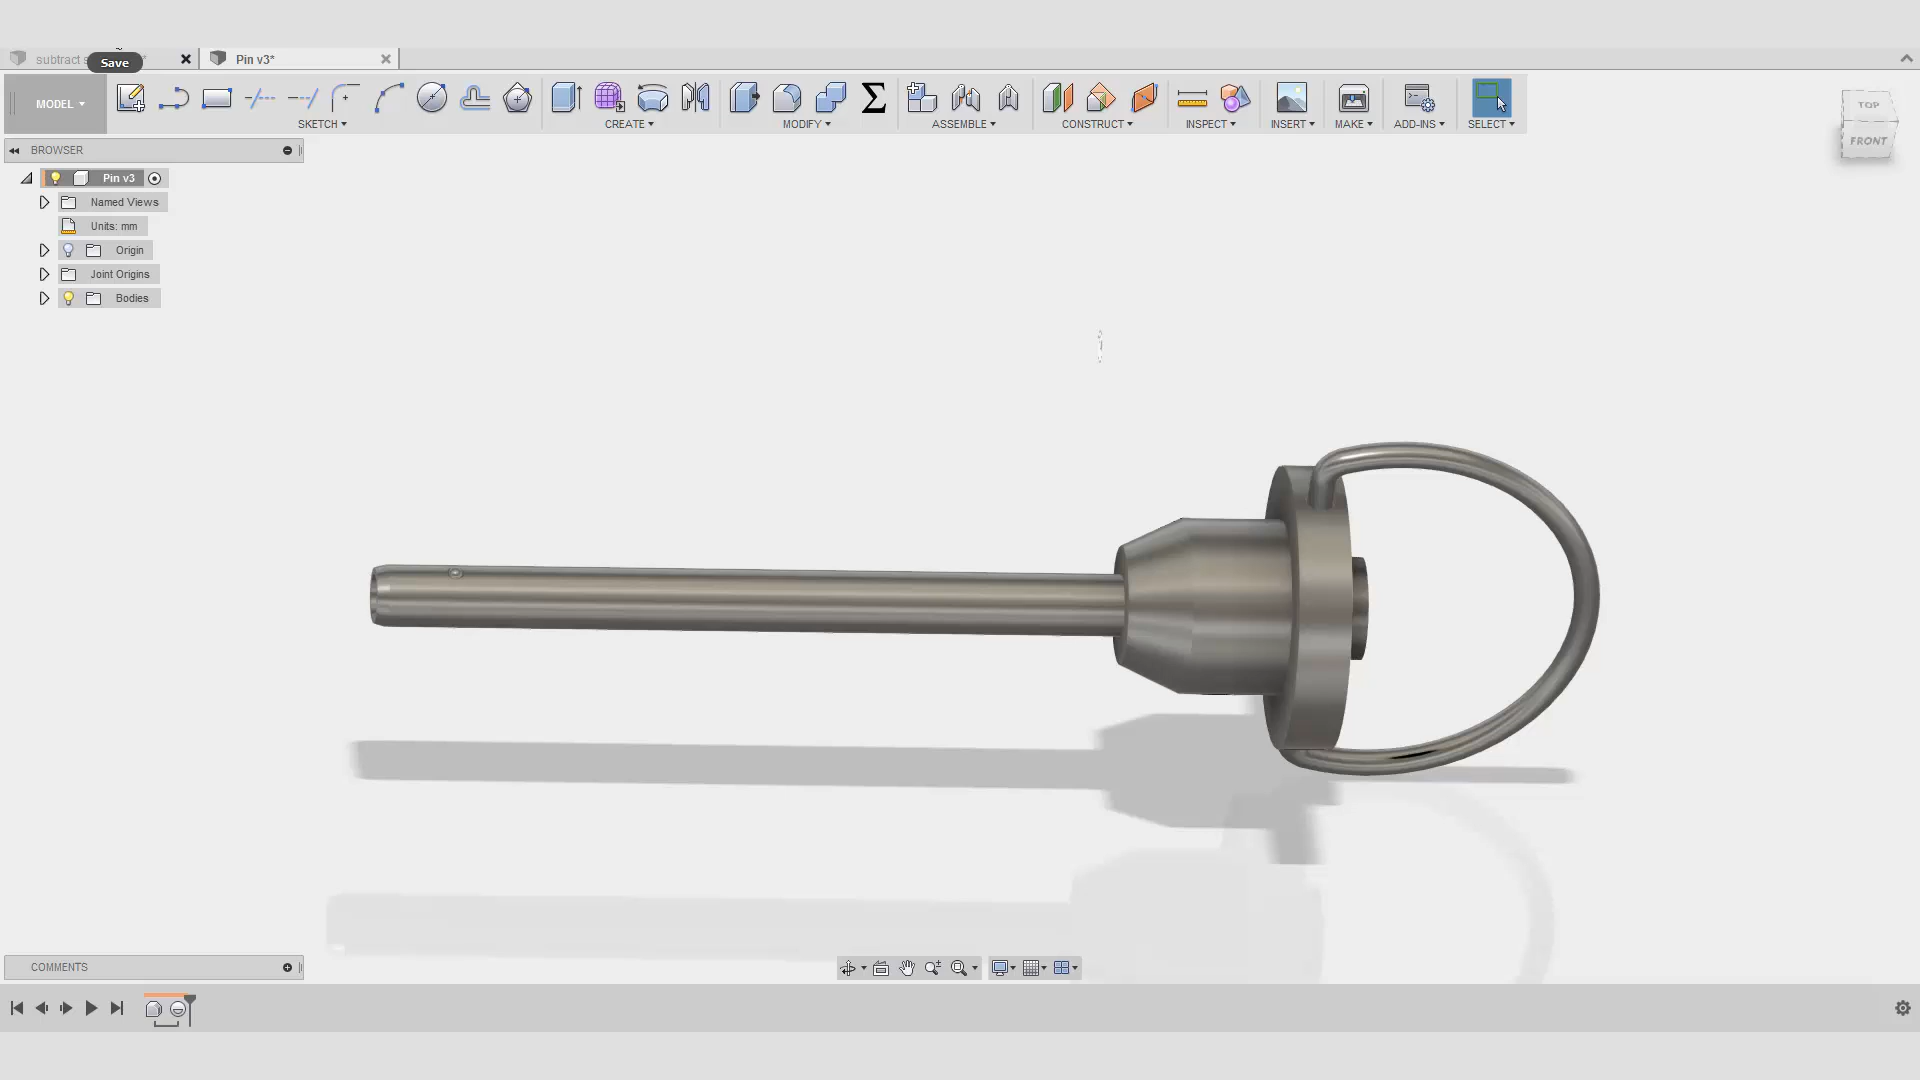 subtract s
Save
Pin v3*
MODEL
SKETCH
CREATE
MODIFY
ASSEMBLE
CONSTRUCT
INSPECT
INSERT
MAKE
ADD-INS
SELECT
TOP
FRONT
BROWSER
Pin v3
Named Views
Units: mm
Origin
Joint Origins
Bodies
COMMENTS